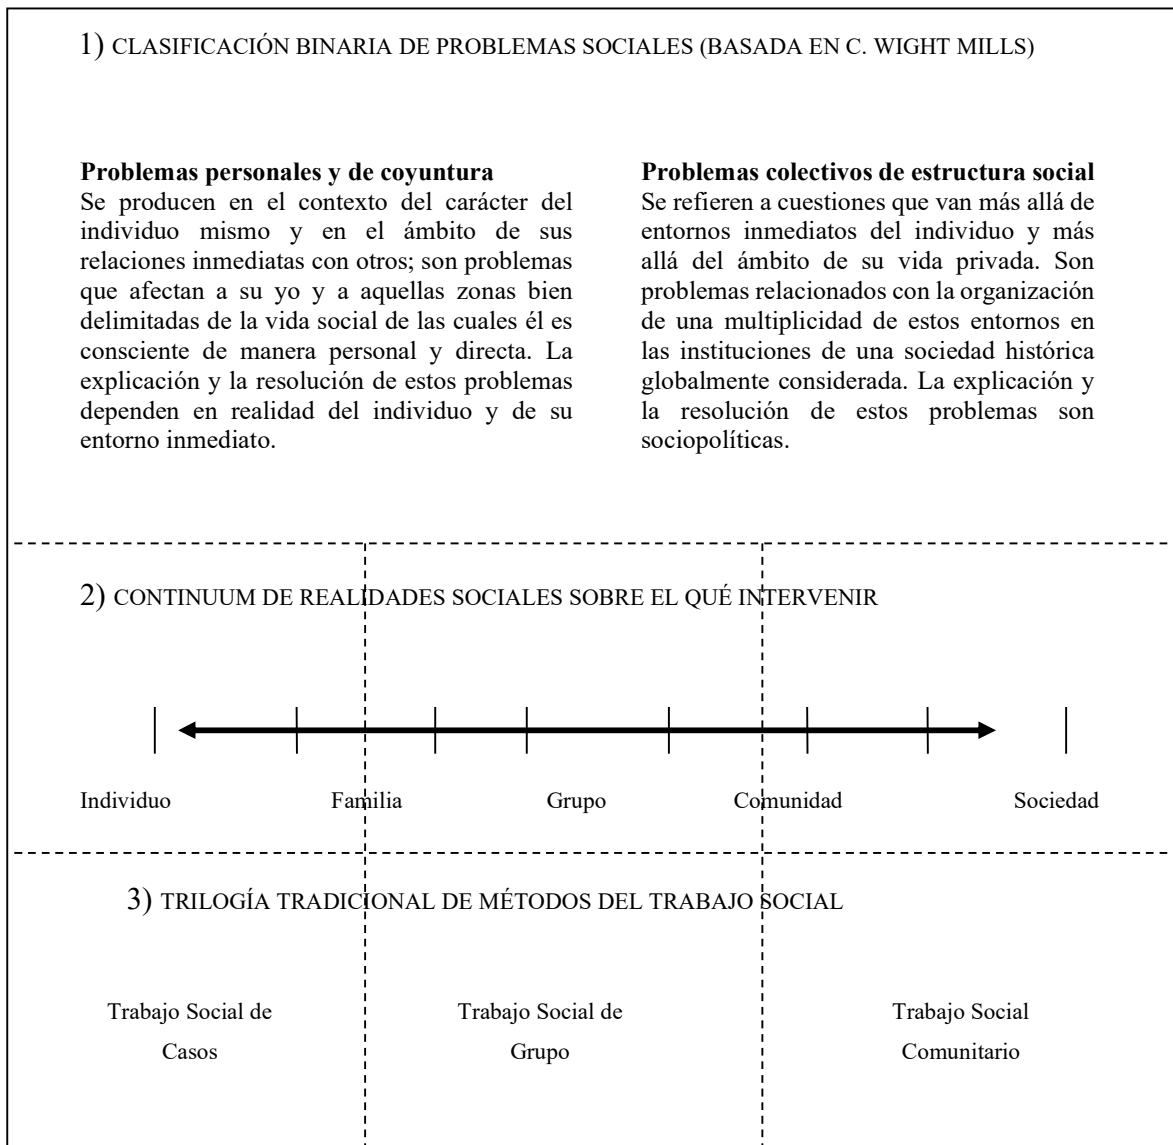 1) CLASIFICACIÓN BINARIA DE PROBLEMAS SOCIALES (BASADA EN C. WIGHT MILLS)
Problemas personales y de coyuntura
Se producen en el contexto del carácter del
individuo mismo y en el ámbito de sus
relaciones inmediatas con otros; son problemas
que afectan a su yo y a aquellas zonas bien
delimitadas de la vida social de las cuales él es
consciente de manera personal y directa. La
explicación y la resolución de estos problemas
dependen en realidad del individuo y de su
entorno inmediato.
Problemas colectivos de estructura social
Se refieren a cuestiones que van más allá de
entornos inmediatos del individuo y más
allá del ámbito de su vida privada. Son
problemas relacionados con la organización
de una multiplicidad de estos entornos en
las instituciones de una sociedad histórica
globalmente considerada. La explicación y
la resolución de estos problemas son
sociopolíticas.
2) CONTINUUM DE REALIDADES SOCIALES SOBRE EL QUÉ INTERVENIR
Individuo Familia Grupo Comunidad Sociedad
3) TRILOGÍA TRADICIONAL DE MÉTODOS DEL TRABAJO SOCIAL
Trabajo Social de
Casos
Trabajo Social de
Grupo
Trabajo Social
Comunitario